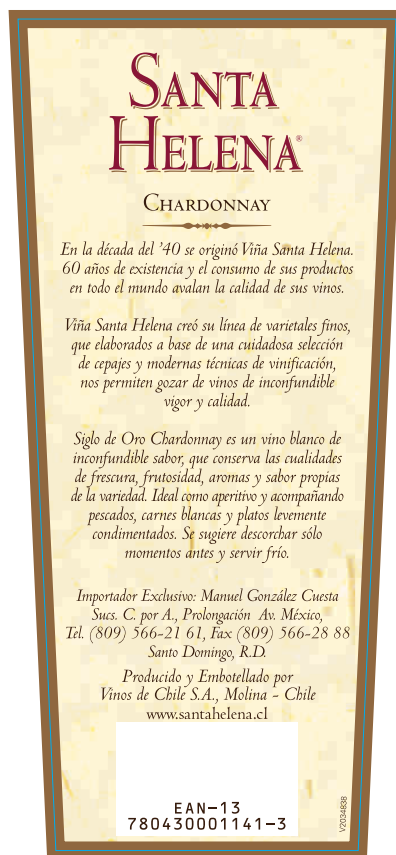 SANTA
HELENA®
CHARDONNAY
En la década del '40 se originó Viña Santa Helena.
60 años de existencia y el consumo de sus productos
en todo el mundo avalan la calidad de sus vinos.
Viña Santa Helena creó su línea de varietales finos,
que elaborados a base de una cuidadosa selección
de cepajes y modernas técnicas de vinificación,
nos permiten gozar de vinos de inconfundible
vigor y calidad.
Siglo de Oro Chardonnay es un vino blanco de
inconfundible sabor, que conserva las cualidades
de frescura, frutosidad, aromas y sabor propias
de la variedad. Ideal como aperitivo y acompañando
pescados, carnes blancas y platos levemente
condimentados. Se sugiere descorchar sólo
momentos antes y servir frío.
Importador Exclusivo: Manuel González Cuesta
Sucs. C. por A., Prolongación Av. México,
Tel. (809) 566-21 61, Fax (809) 566-28 88
Santo Domingo, R.D.
Producido y Embotellado por
Vinos de Chile S.A., Molina - Chile
www.santahelena.cl
EAN-13
780430001141-3
V2034838